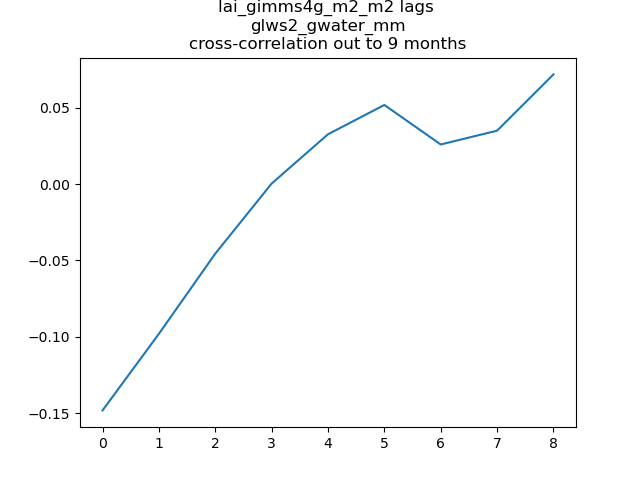 lai_gimms4g_m2_m2 lags
glws2_gwater_mm
cross-correlation out to 9 months
0.05
0.00
−0.05
−0.10
−0.15
0 1 2 3 4 5 6 7 8